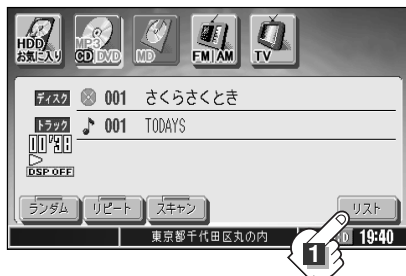 HDD
お気に入り
MP3
CD DVD
MD
FM AM
TV
ディスク 001 さくらさくとき
トラック 001 TODAYS
00'30
DSP OFF
ランダム リピート スキャン リスト
東京都千代田区丸の内 19:40
1